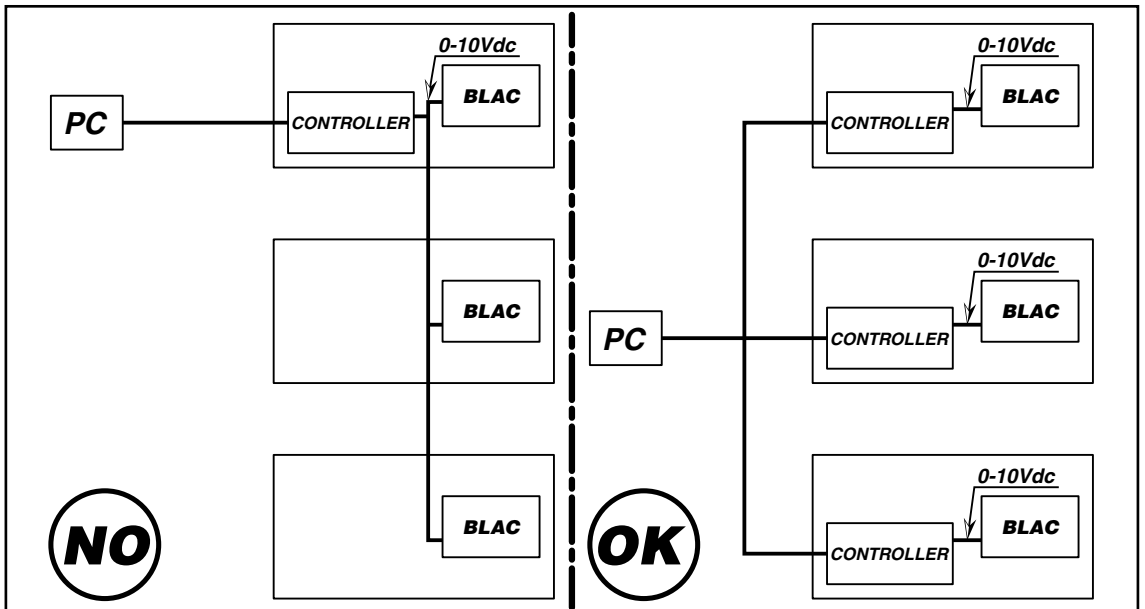 0-10Vdc
BLAC
PC
CONTROLLER
BLAC
BLAC
NO
0-10Vdc
BLAC
CONTROLLER
0-10Vdc
BLAC
PC
CONTROLLER
0-10Vdc
BLAC
CONTROLLER
OK